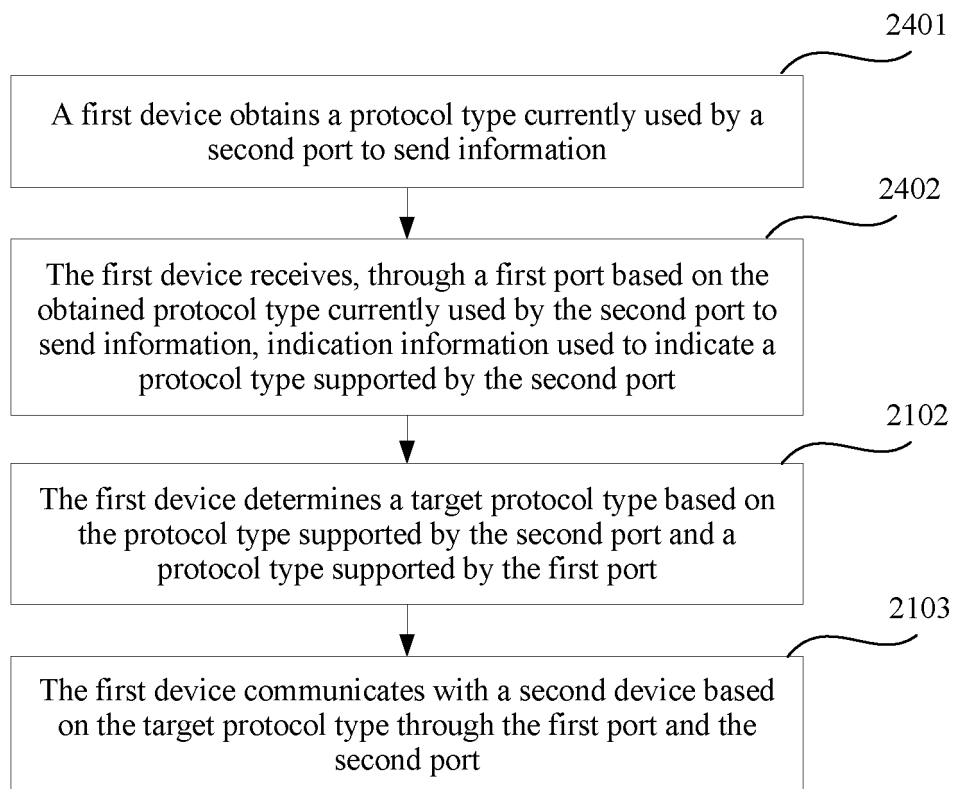 2401
A first device obtains a protocol type currently used by a
second port to send information
2402
The first device receives, through a first port based on the
obtained protocol type currently used by the second port to
send information, indication information used to indicate a
protocol type supported by the second port
2102
The first device determines a target protocol type based on
the protocol type supported by the second port and a
protocol type supported by the first port
2103
The first device communicates with a second device based
on the target protocol type through the first port and the
second port